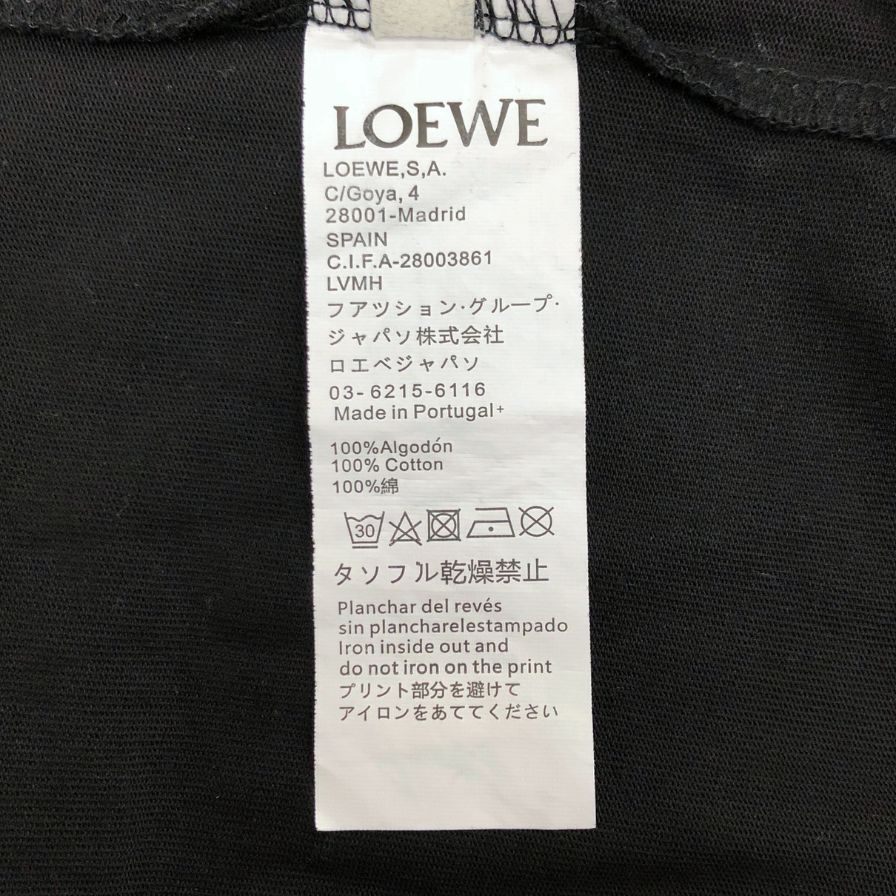 LOEWE
LOEWE,S,A.
C/Goya, 4
28001-Madrid
SPAIN
C.I.F.A-28003861
LVMH
フアツション·グループ·
ジャパソ株式会社
ロエベジャパソ
03- 6215-6116
Made in Portugal+
100%Algodón
100% Cotton
100%綿
30
タソフル乾燥禁止
Planchar del revés
sin plancharelestampado
Iron inside out and
do not iron on the print
プリント部分を避けて
アイロンをあててください